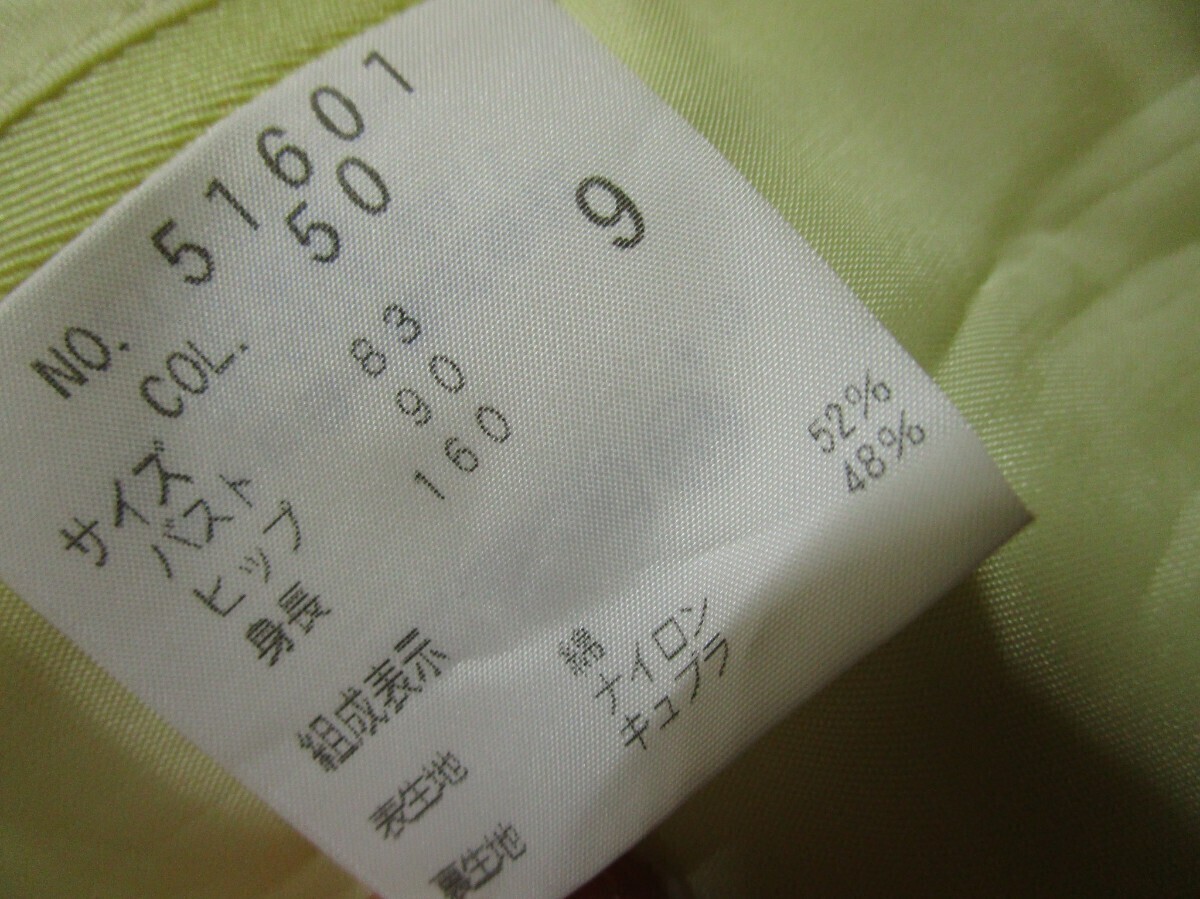 NO. 51601
COL. 50
サイズ 9
バスト 83
ヒップ 90
身長 160
組成表示
表生地 綿 52%
ナイロン 48%
裏生地 キュプラ